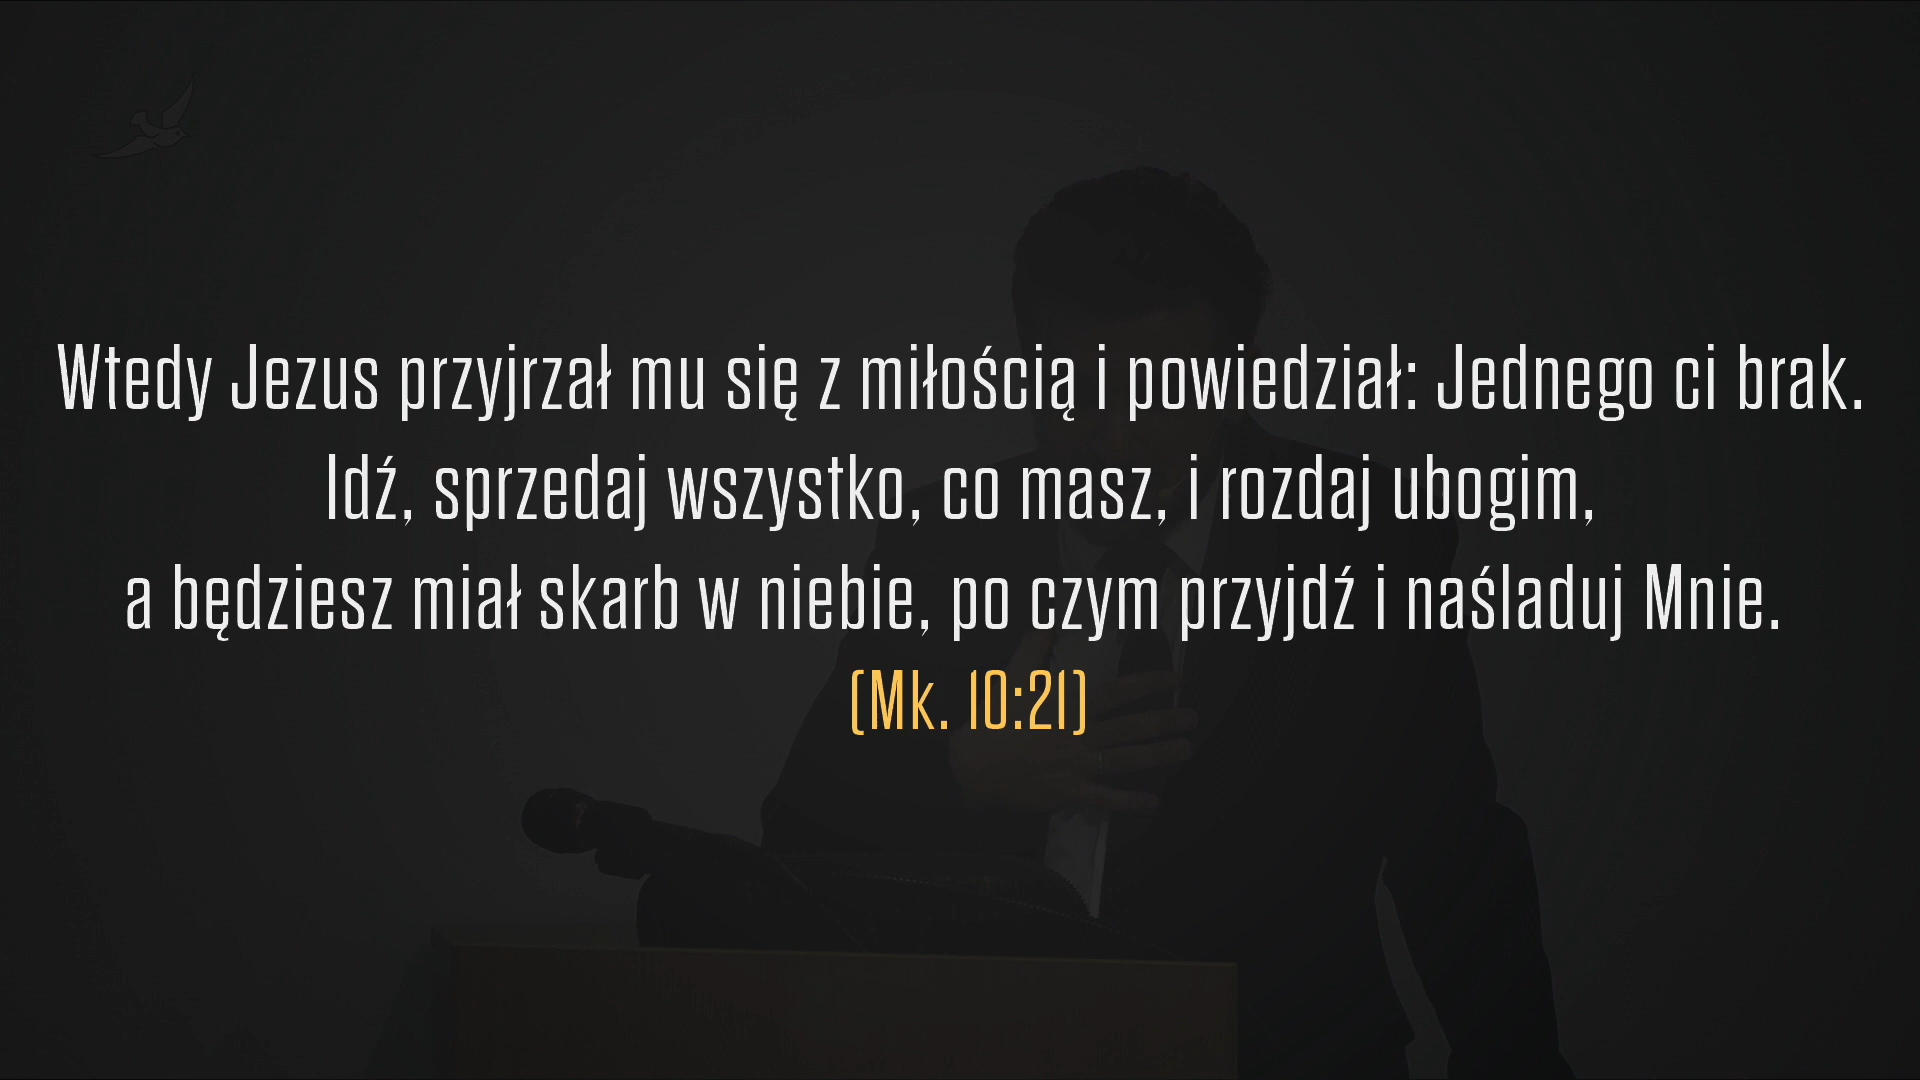 Wtedy Jezus przyjrzał mu się z miłością i powiedział: Jednego ci brak.
Idź, sprzedaj wszystko, co masz, i rozdaj ubogim,
a będziesz miał skarb w niebie, po czym przyjdź i naśladuj Mnie.
(Mk. 10:21)